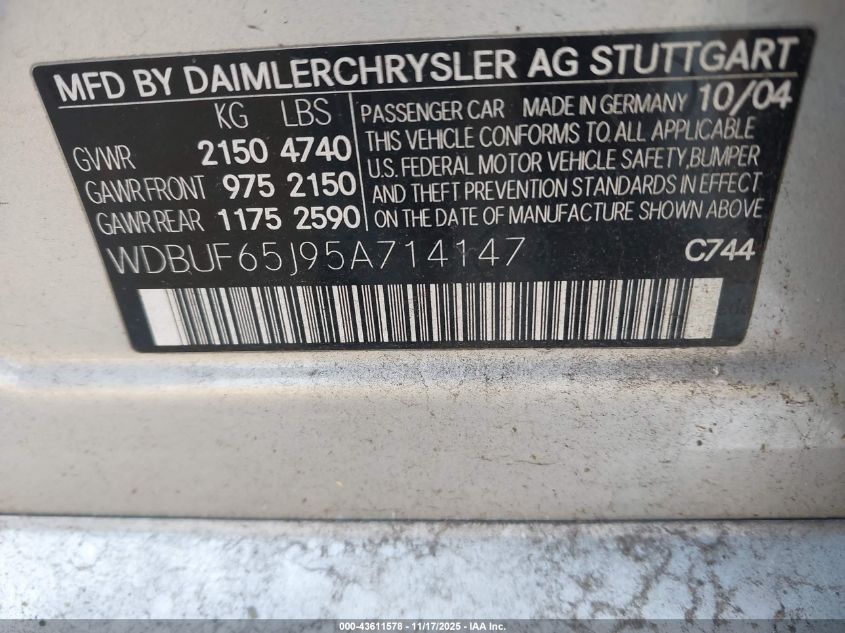 MFD BY DAIMLERCHRYSLER AG STUTTGART
KG LBS
GVWR 2150 4740
GAWR FRONT 975 2150
GAWR REAR 1175 2590
PASSENGER CAR MADE IN GERMANY 10/04
THIS VEHICLE CONFORMS TO ALL APPLICABLE
U.S. FEDERAL MOTOR VEHICLE SAFETY, BUMPER
AND THEFT PREVENTION STANDARDS IN EFFECT
ON THE DATE OF MANUFACTURE SHOWN ABOVE.
WDBUF65J95A714147 C744
000-43611578 - 11/17/2025 - IAA Inc.